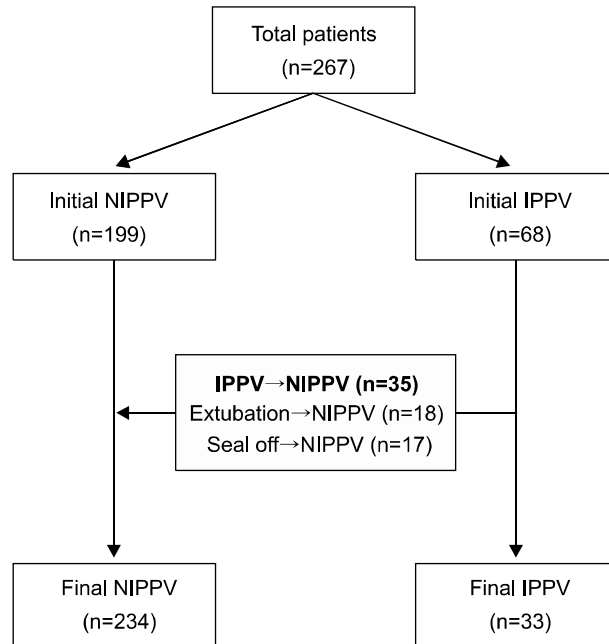 Total patients
(n=267)
Initial NIPPV
(n=199)
Initial IPPV
(n=68)
IPPV→NIPPV (n=35)
Extubation→NIPPV (n=18)
Seal off→NIPPV (n=17)
Final NIPPV
(n=234)
Final IPPV
(n=33)